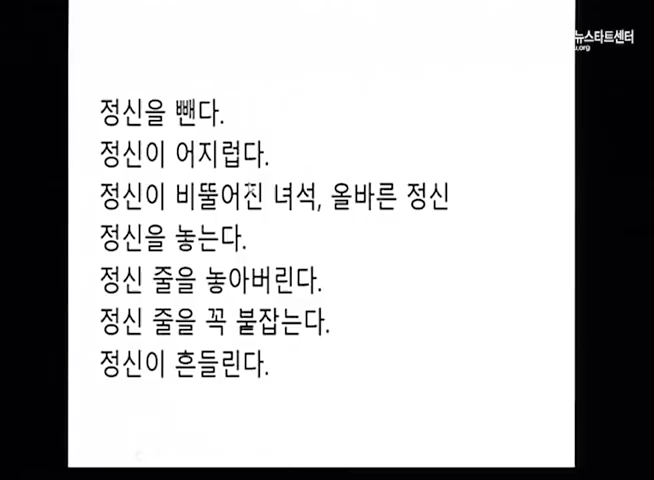 뉴스타트센터
u.org
정신을 뺀다.
정신이 어지럽다.
정신이 비뚤어진 녀석, 올바른 정신
정신을 놓는다.
정신 줄을 놓아버린다.
정신 줄을 꼭 붙잡는다.
정신이 흔들린다.